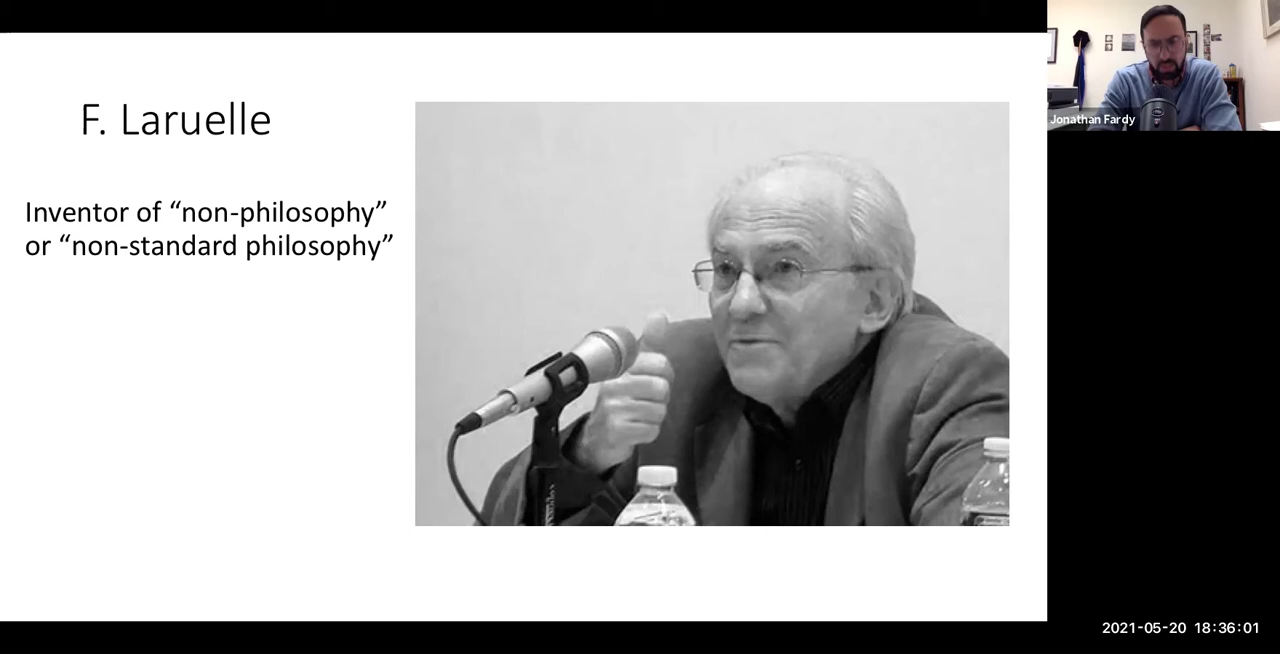 F. Laruelle
Inventor of “non-philosophy”
or “non-standard philosophy”
Jonathan Fardy
2021-05-20 18:36:01